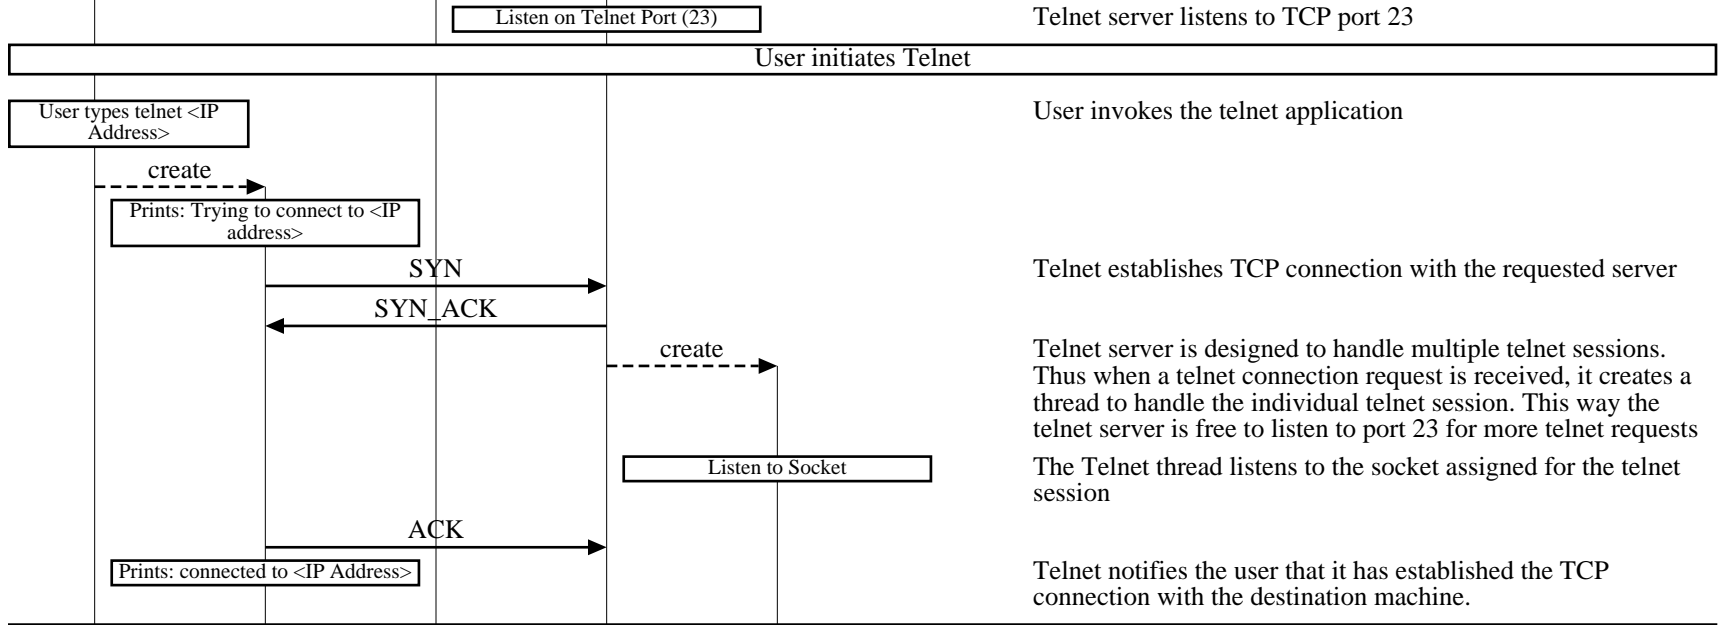 Listen on Telnet Port (23)
Telnet server listens to TCP port 23
User initiates Telnet
User types telnet <IP
Address>
User invokes the telnet application
create
Prints: Trying to connect to <IP
address>
SYN
Telnet establishes TCP connection with the requested server
SYN_ACK
create
Telnet server is designed to handle multiple telnet sessions.
Thus when a telnet connection request is received, it creates a
thread to handle the individual telnet session. This way the
telnet server is free to listen to port 23 for more telnet requests
Listen to Socket
The Telnet thread listens to the socket assigned for the telnet
session
ACK
Prints: connected to <IP Address>
Telnet notifies the user that it has established the TCP
connection with the destination machine.